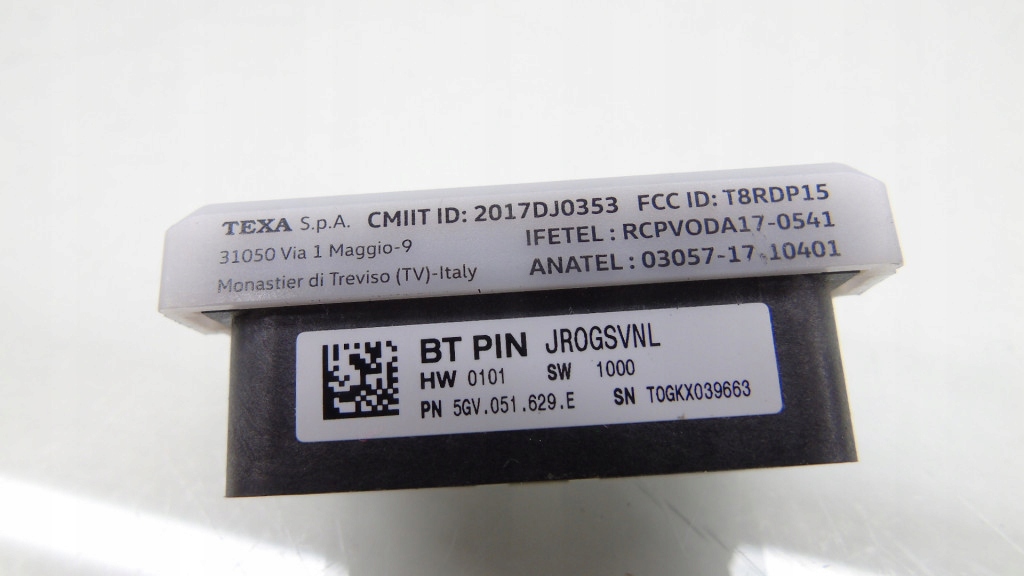 TEXA S.p.A. CMIIT ID: 2017DJ0353 FCC ID: T8RDP15
31050 Via 1 Maggio-9 IFETEL : RCPVODA17-0541
Monastier di Treviso (TV)-Italy ANATEL : 03057-17-10401
BT PIN JROGSVNL
HW 0101 SW 1000
PN 5GV.051.629.E SN T0GKX039663